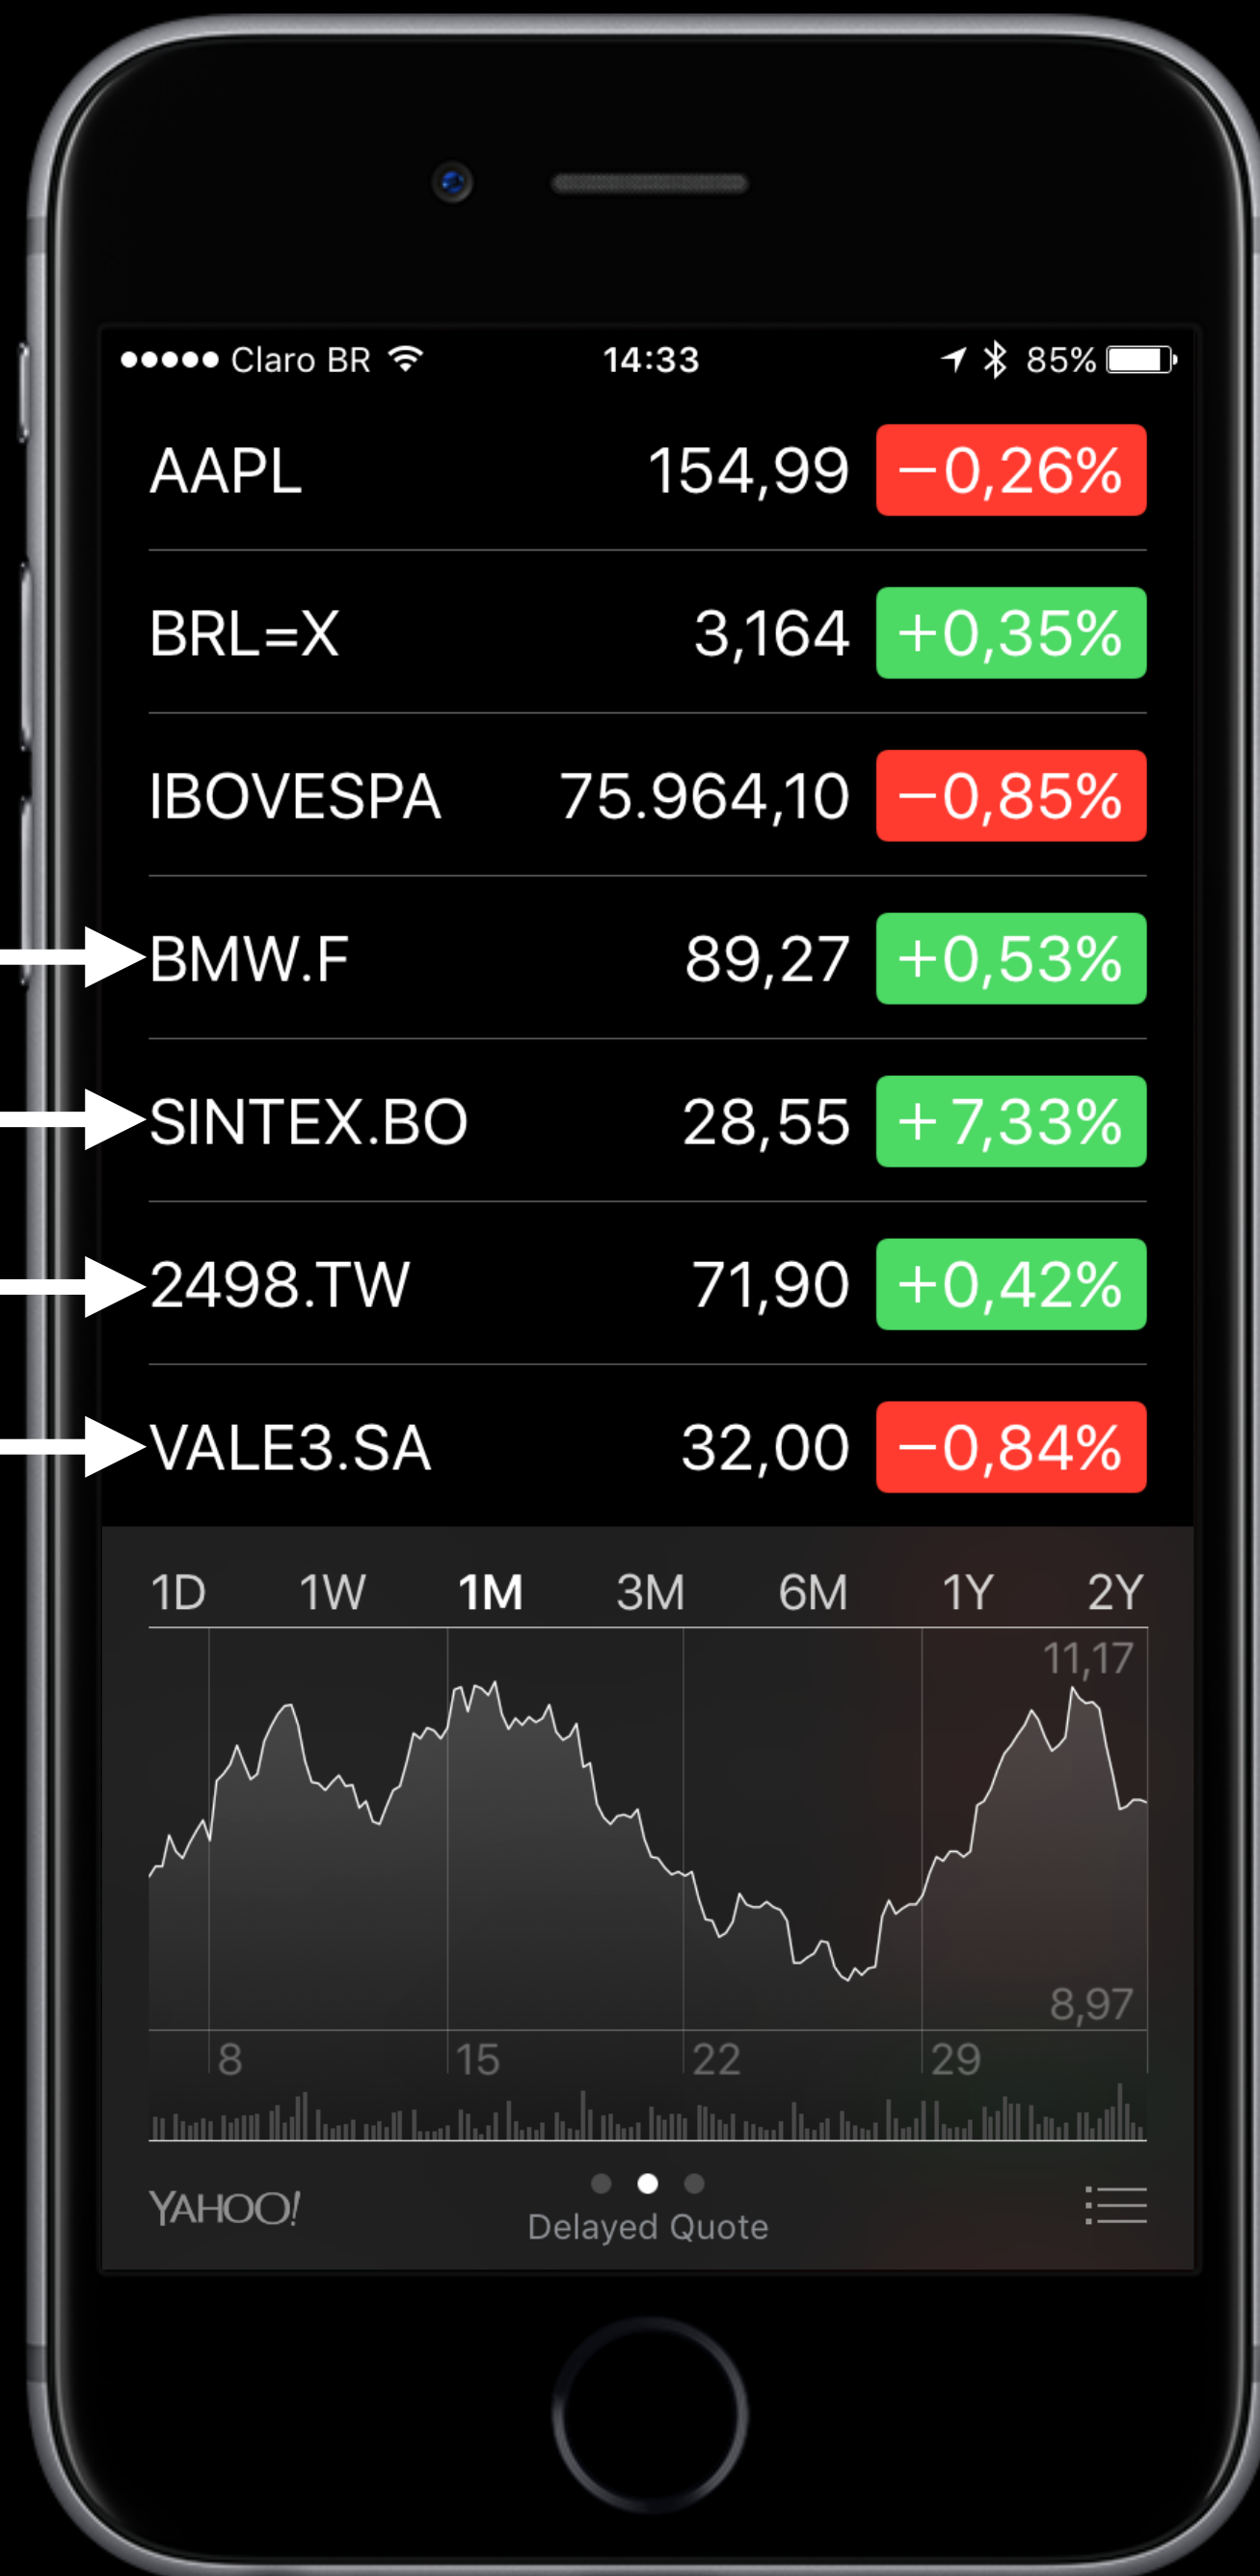 Claro BR 14:33 85%
AAPL 154,99 −0,26%
BRL=X 3,164 +0,35%
IBOVESPA 75.964,10 −0,85%
BMW.F 89,27 +0,53%
SINTEX.BO 28,55 +7,33%
2498.TW 71,90 +0,42%
VALE3.SA 32,00 −0,84%
1D 1W 1M 3M 6M 1Y 2Y
11,17
8,97
8 15 22 29
YAHOO!
Delayed Quote